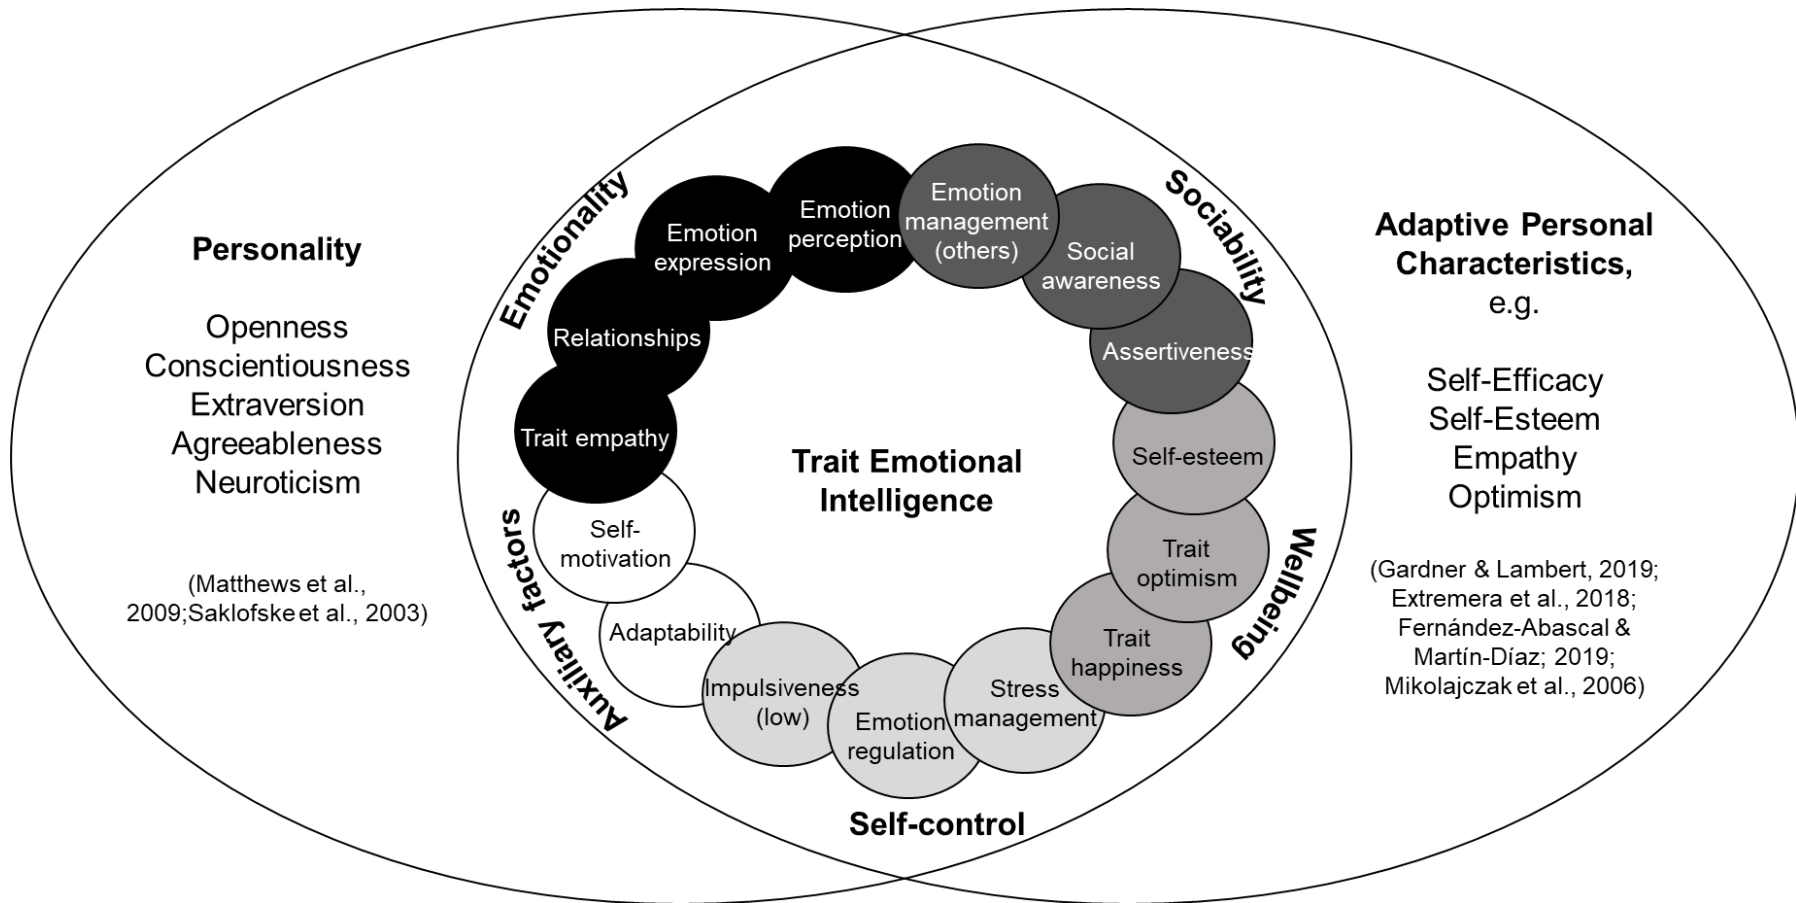 Personality
Openness
Conscientiousness
Extraversion
Agreeableness
Neuroticism
(Matthews et al.,
2009;Saklofske et al., 2003)
Emotionality
Sociability
Wellbeing
Self-control
Auxiliary factors
Emotion
perception
Emotion
expression
Relationships
Trait empathy
Emotion
management
(others)
Social
awareness
Assertiveness
Self-esteem
Trait
optimism
Trait
happiness
Stress
management
Emotion
regulation
Impulsiveness
(low)
Adaptability
Self-
motivation
Trait Emotional
Intelligence
Adaptive Personal
Characteristics,
e.g.
Self-Efficacy
Self-Esteem
Empathy
Optimism
(Gardner & Lambert, 2019;
Extremera et al., 2018;
Fernández-Abascal &
Martín-Díaz; 2019;
Mikolajczak et al., 2006)